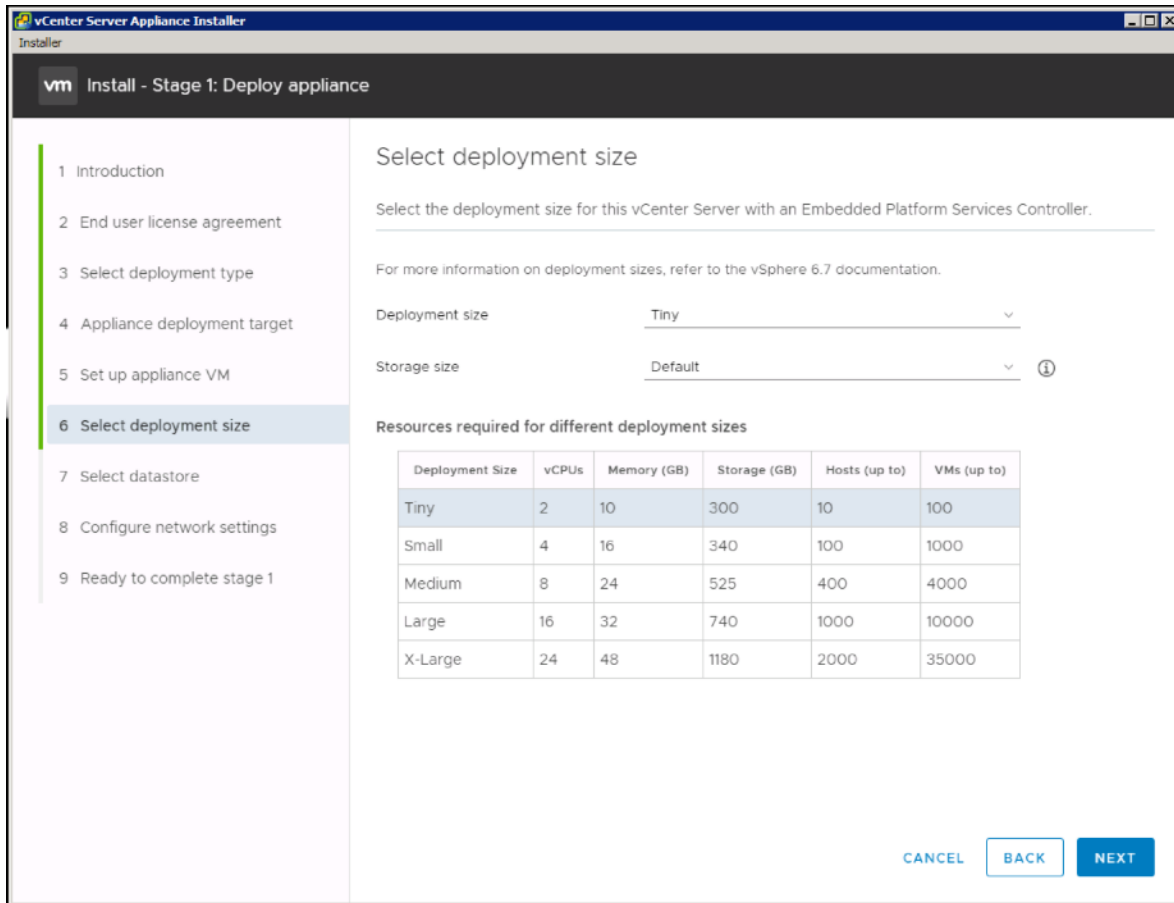 vCenter Server Appliance Installer
Installer
vm Install - Stage 1: Deploy appliance
1 Introduction
2 End user license agreement
3 Select deployment type
4 Appliance deployment target
5 Set up appliance VM
6 Select deployment size
7 Select datastore
8 Configure network settings
9 Ready to complete stage 1
Select deployment size
Select the deployment size for this vCenter Server with an Embedded Platform Services Controller.
For more information on deployment sizes, refer to the vSphere 6.7 documentation.
Deployment size Tiny
Storage size Default
Resources required for different deployment sizes
Deployment Size vCPUs Memory (GB) Storage (GB) Hosts (up to) VMs (up to)
Tiny 2 10 300 10 100
Small 4 16 340 100 1000
Medium 8 24 525 400 4000
Large 16 32 740 1000 10000
X-Large 24 48 1180 2000 35000
CANCEL BACK NEXT